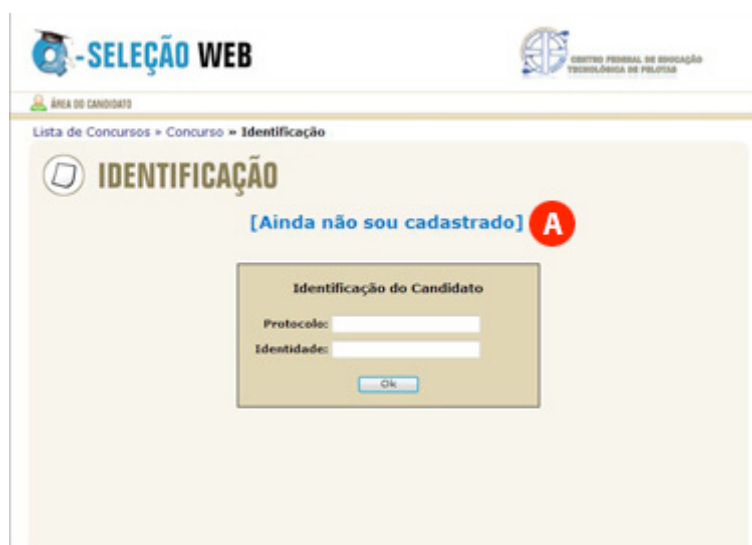 Q-SELEÇÃO WEB
CENTRO FEDERAL DE EDUCAÇÃO
TECNOLÓGICA DE PELOTAS
ÁREA DO CANDIDATO
Lista de Concursos » Concurso » Identificação
IDENTIFICAÇÃO
[Ainda não sou cadastrado] A
Identificação do Candidato
Protocolo:
Identidade:
Ok